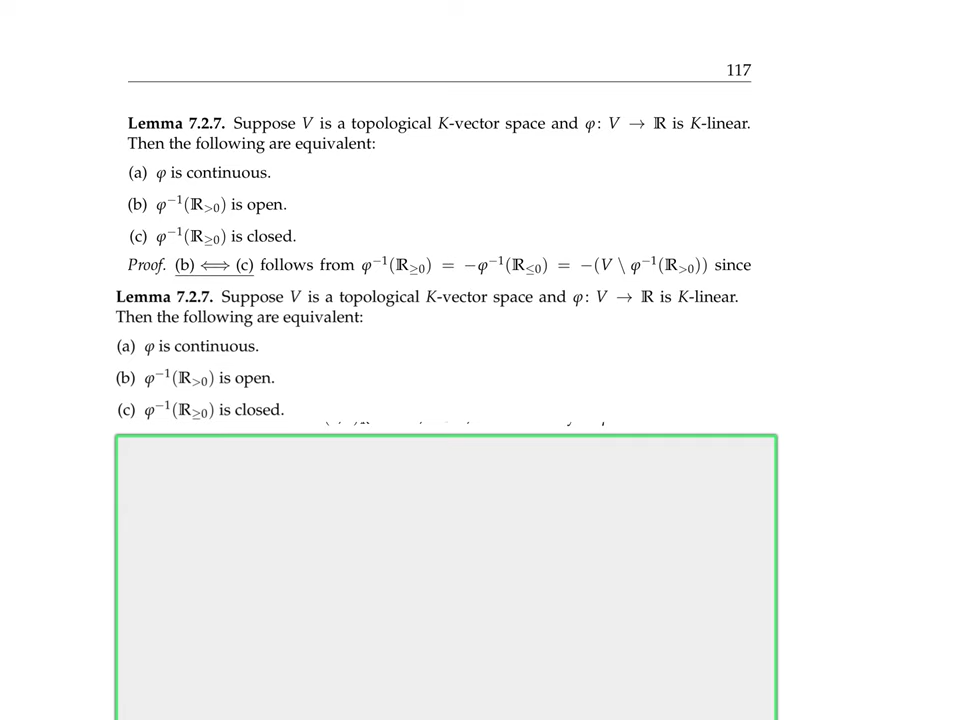 117
Lemma 7.2.7. Suppose V is a topological K-vector space and φ: V → ℝ is K-linear.
Then the following are equivalent:
(a) φ is continuous.
(b) φ⁻¹(ℝ>0) is open.
(c) φ⁻¹(ℝ≥0) is closed.
Proof. (b) ⟺ (c) follows from φ⁻¹(ℝ≥0) = −φ⁻¹(ℝ≤0) = −(V \ φ⁻¹(ℝ>0)) since
Lemma 7.2.7. Suppose V is a topological K-vector space and φ: V → ℝ is K-linear.
Then the following are equivalent:
(a) φ is continuous.
(b) φ⁻¹(ℝ>0) is open.
(c) φ⁻¹(ℝ≥0) is closed.